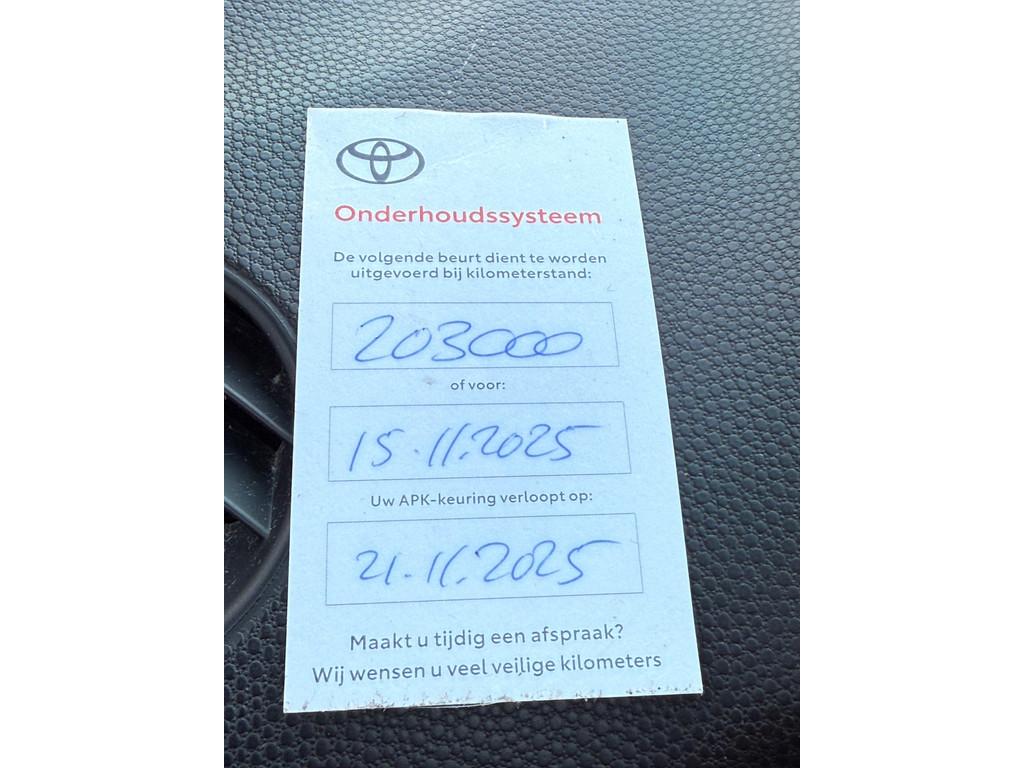 Onderhoudssysteem
De volgende beurt dient te worden
uitgevoerd bij kilometerstand:
203000
of voor:
15.11.2025
Uw APK-keuring verloopt op:
21.11.2025
Maakt u tijdig een afspraak?
Wij wensen u veel veilige kilometers